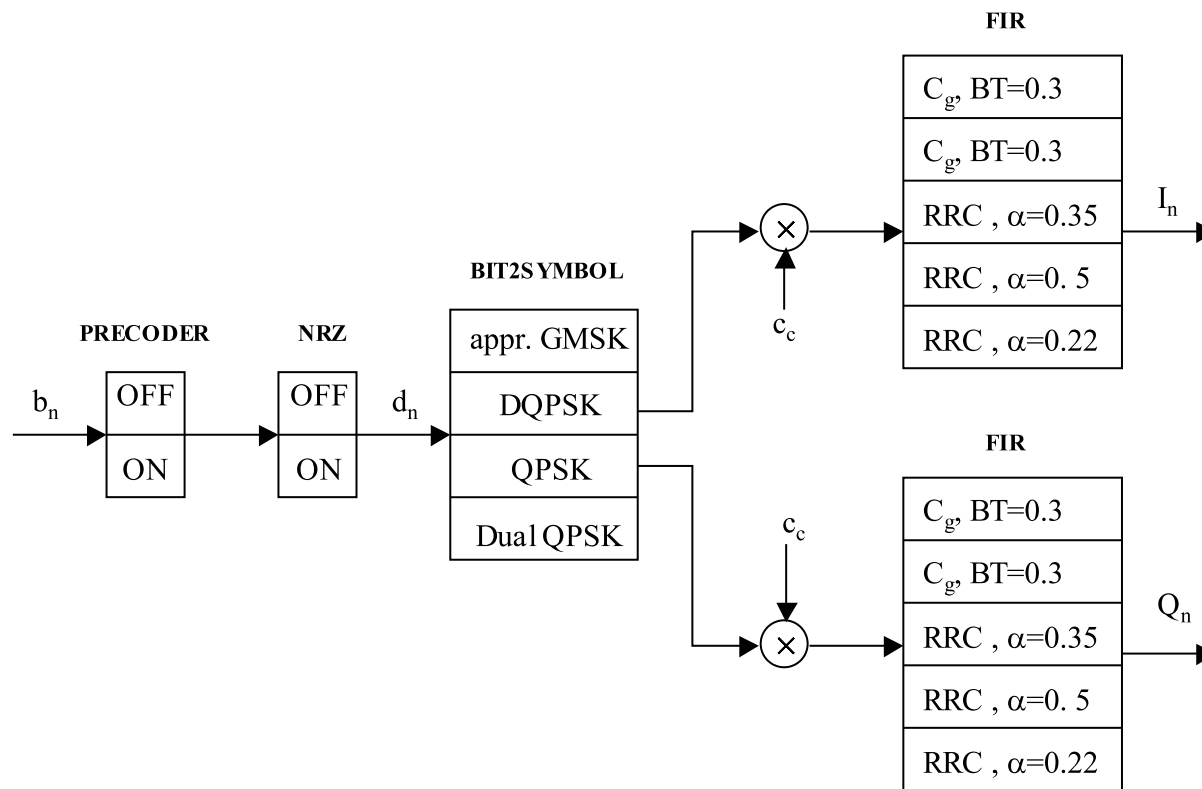 FIR
C_g, BT=0.3
C_g, BT=0.3
RRC , α=0.35
RRC , α=0. 5
RRC , α=0.22
I_n
BIT2SYMBOL
appr. GMSK
DQPSK
QPSK
Dual QPSK
c_c
PRECODER
OFF
ON
NRZ
OFF
ON
b_n
d_n
c_c
FIR
C_g, BT=0.3
C_g, BT=0.3
RRC , α=0.35
RRC , α=0. 5
RRC , α=0.22
Q_n